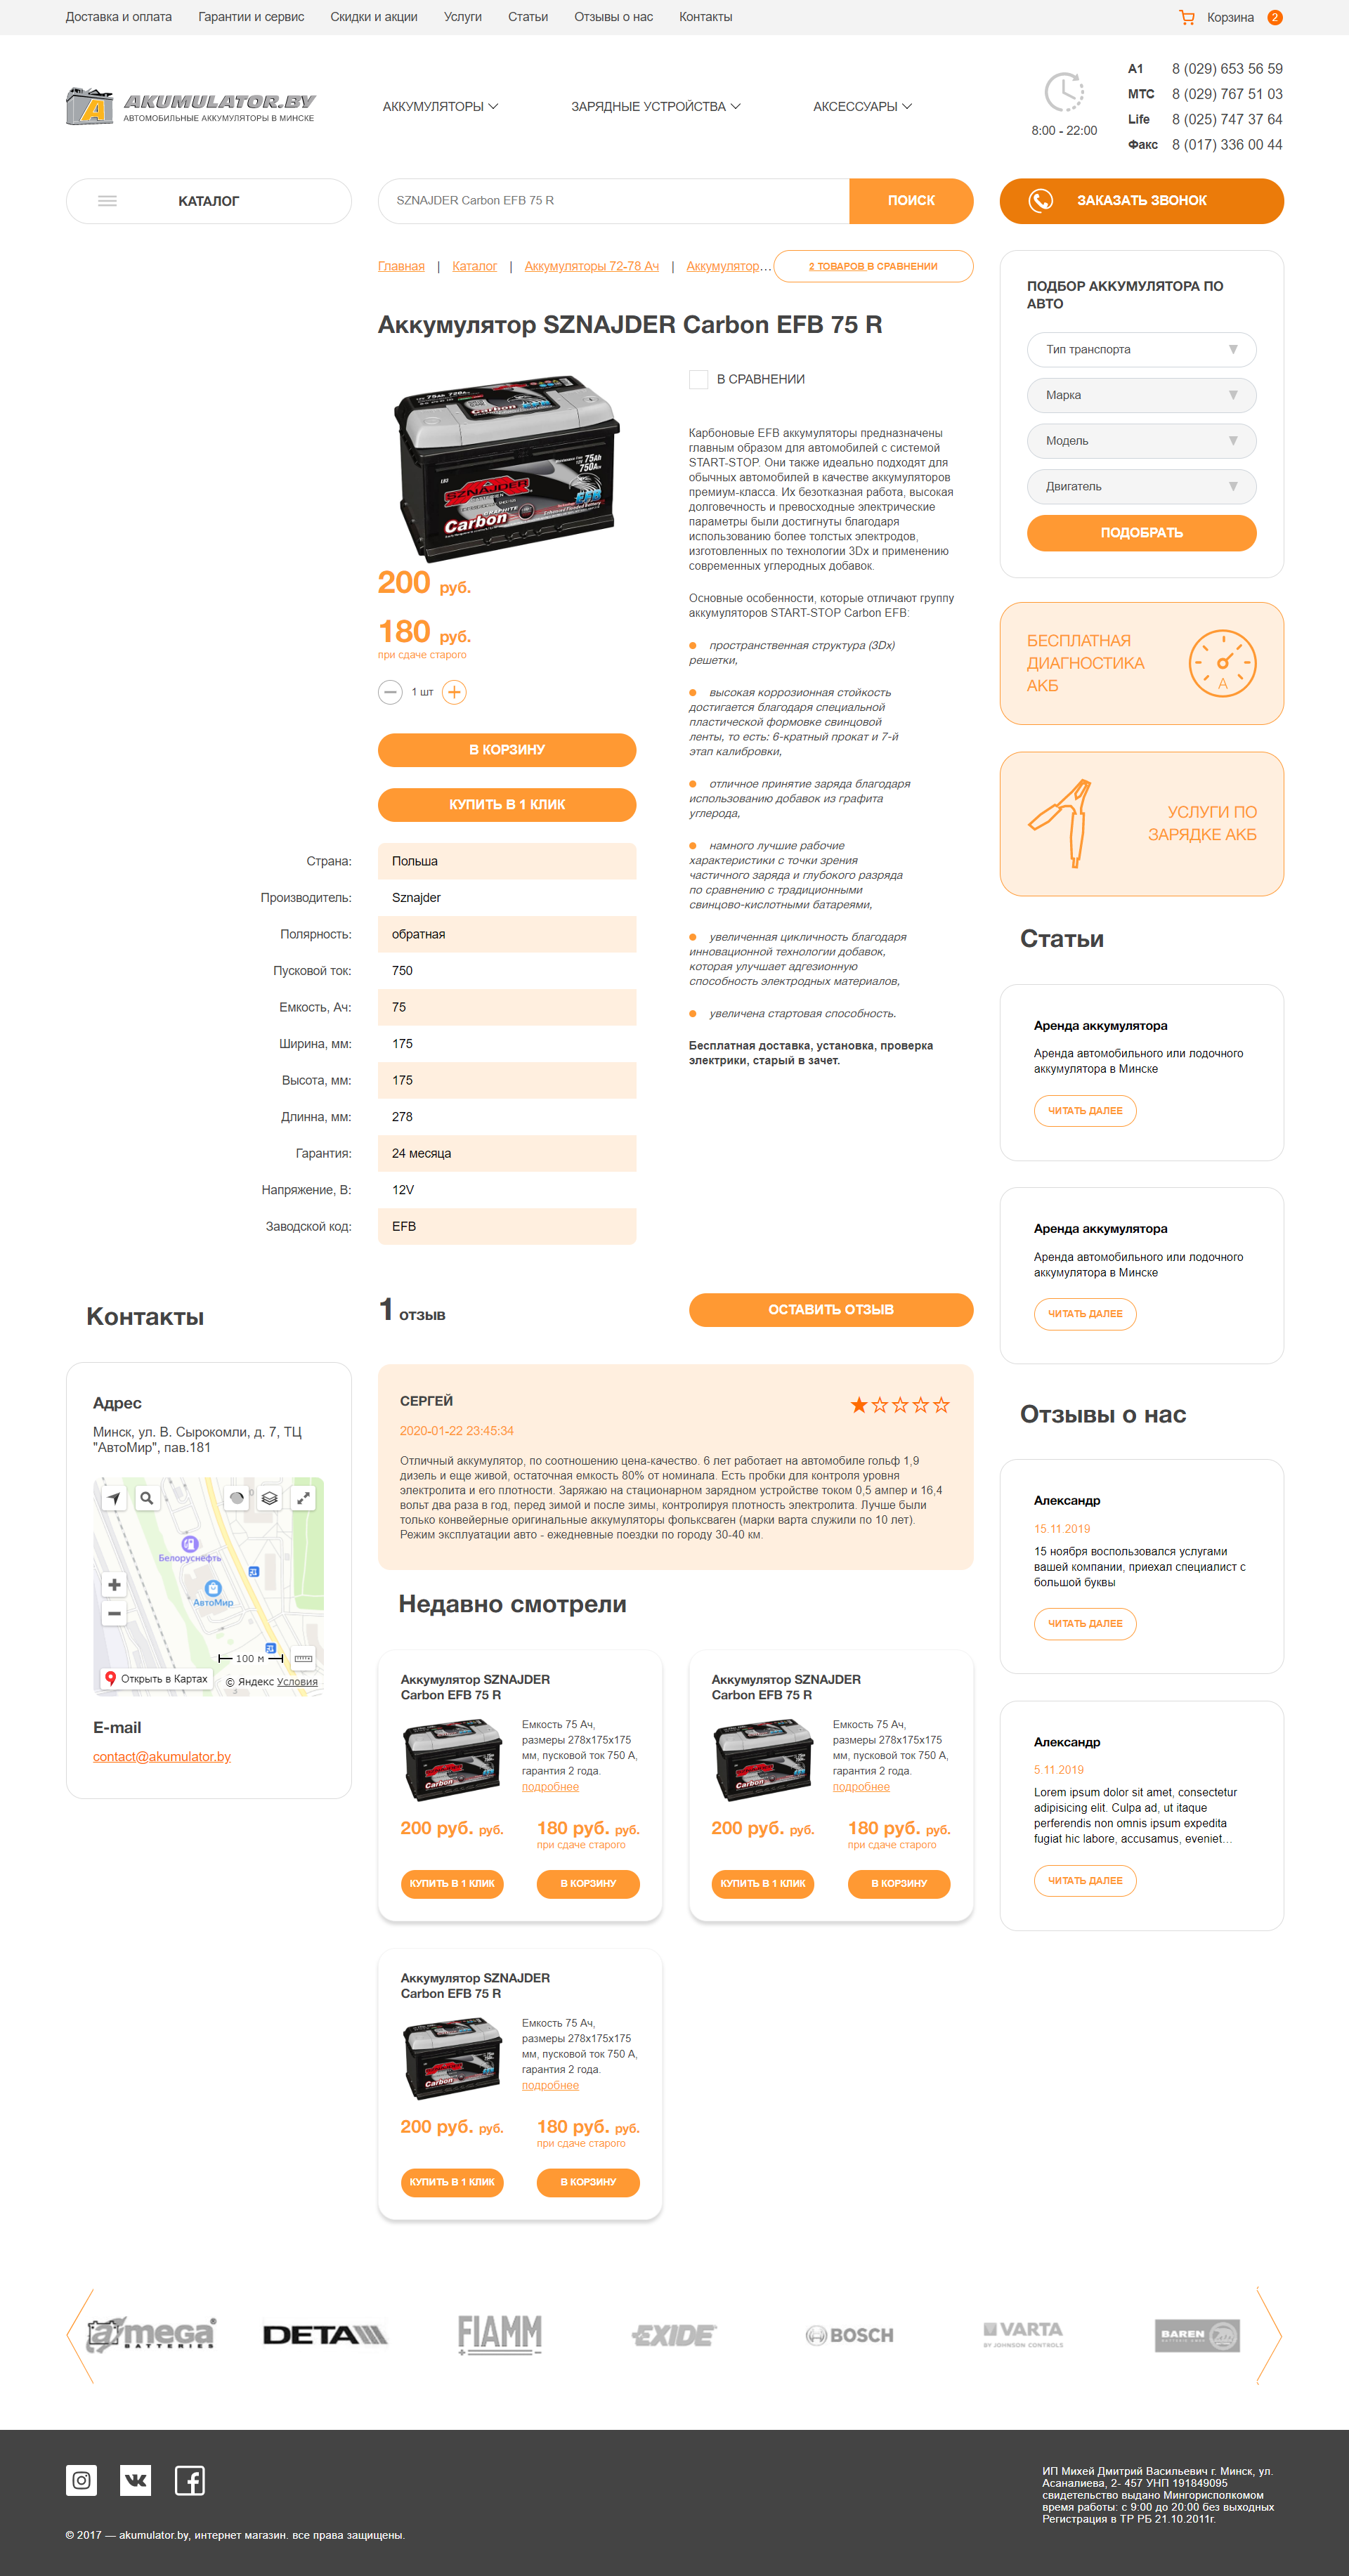 Доставка и оплата Гарантии и сервис Скидки и акции Услуги Статьи Отзывы о нас Контакты Корзина 2
AKUMULATOR.BY
АВТОМОБИЛЬНЫЕ АККУМУЛЯТОРЫ В МИНСКЕ
АККУМУЛЯТОРЫ ЗАРЯДНЫЕ УСТРОЙСТВА АКСЕССУАРЫ
8:00 - 22:00
А1 8 (029) 653 56 59
МТС 8 (029) 767 51 03
Life 8 (025) 747 37 64
Факс 8 (017) 336 00 44
КАТАЛОГ
SZNAJDER Carbon EFB 75 R ПОИСК
ЗАКАЗАТЬ ЗВОНОК
Главная | Каталог | Аккумуляторы 72-78 Ач | Аккумулятор...
2 ТОВАРОВ В СРАВНЕНИИ
Аккумулятор SZNAJDER Carbon EFB 75 R
SZNAJDER
Carbon
75Ah
750A
EFB
200 руб.
180 руб.
при сдаче старого
1 шт
В КОРЗИНУ
КУПИТЬ В 1 КЛИК
В СРАВНЕНИИ
Карбоновые EFB аккумуляторы предназначены
главным образом для автомобилей с системой
START-STOP. Они также идеально подходят для
обычных автомобилей в качестве аккумуляторов
премиум-класса. Их безотказная работа, высокая
долговечность и превосходные электрические
параметры были достигнуты благодаря
использованию более толстых электродов,
изготовленных по технологии 3Dx и применению
современных углеродных добавок.
Основные особенности, которые отличают группу
аккумуляторов START-STOP Carbon EFB:
пространственная структура (3Dx)
решетки,
высокая коррозионная стойкость
достигается благодаря специальной
пластической формовке свинцовой
ленты, то есть: 6-кратный прокат и 7-й
этап калибровки,
отличное принятие заряда благодаря
использованию добавок из графита
углерода,
намного лучшие рабочие
характеристики с точки зрения
частичного заряда и глубокого разряда
по сравнению с традиционными
свинцово-кислотными батареями,
увеличенная цикличность благодаря
инновационной технологии добавок,
которая улучшает адгезионную
способность электродных материалов,
увеличена стартовая способность.
Бесплатная доставка, установка, проверка
электрики, старый в зачет.
Страна: Польша
Производитель: Sznajder
Полярность: обратная
Пусковой ток: 750
Емкость, Ач: 75
Ширина, мм: 175
Высота, мм: 175
Длинна, мм: 278
Гарантия: 24 месяца
Напряжение, В: 12V
Заводской код: EFB
ПОДБОР АККУМУЛЯТОРА ПО
АВТО
Тип транспорта
Марка
Модель
Двигатель
ПОДОБРАТЬ
БЕСПЛАТНАЯ
ДИАГНОСТИКА
АКБ
A
УСЛУГИ ПО
ЗАРЯДКЕ АКБ
Статьи
Аренда аккумулятора
Аренда автомобильного или лодочного
аккумулятора в Минске
ЧИТАТЬ ДАЛЕЕ
Аренда аккумулятора
Аренда автомобильного или лодочного
аккумулятора в Минске
ЧИТАТЬ ДАЛЕЕ
Отзывы о нас
Александр
15.11.2019
15 ноября воспользовался услугами
вашей компании, приехал специалист с
большой буквы
ЧИТАТЬ ДАЛЕЕ
Александр
5.11.2019
Lorem ipsum dolor sit amet, consectetur
adipisicing elit. Culpa ad, ut itaque
perferendis non omnis ipsum expedita
fugiat hic labore, accusamus, eveniet...
ЧИТАТЬ ДАЛЕЕ
Контакты
Адрес
Минск, ул. В. Сырокомли, д. 7, ТЦ
"АвтоМир", пав.181
Белоруснефть
АвтоМир
100 м
Открыть в Картах
© Яндекс Условия
E-mail
contact@akumulator.by
1 отзыв
ОСТАВИТЬ ОТЗЫВ
СЕРГЕЙ
2020-01-22 23:45:34
Отличный аккумулятор, по соотношению цена-качество. 6 лет работает на автомобиле гольф 1,9
дизель и еще живой, остаточная емкость 80% от номинала. Есть пробки для контроля уровня
электролита и его плотности. Заряжаю на стационарном зарядном устройстве током 0,5 ампер и 16,4
вольт два раза в год, перед зимой и после зимы, контролируя плотность электролита. Лучше были
только конвейерные оригинальные аккумуляторы фольксваген (марки варта служили по 10 лет).
Режим эксплуатации авто - ежедневные поездки по городу 30-40 км.
Недавно смотрели
Аккумулятор SZNAJDER
Carbon EFB 75 R
Емкость 75 Ач,
размеры 278x175x175
мм, пусковой ток 750 А,
гарантия 2 года.
подробнее
200 руб. руб. 180 руб. руб.
при сдаче старого
КУПИТЬ В 1 КЛИК В КОРЗИНУ
Аккумулятор SZNAJDER
Carbon EFB 75 R
Емкость 75 Ач,
размеры 278x175x175
мм, пусковой ток 750 А,
гарантия 2 года.
подробнее
200 руб. руб. 180 руб. руб.
при сдаче старого
КУПИТЬ В 1 КЛИК В КОРЗИНУ
Аккумулятор SZNAJDER
Carbon EFB 75 R
Емкость 75 Ач,
размеры 278x175x175
мм, пусковой ток 750 А,
гарантия 2 года.
подробнее
200 руб. руб. 180 руб. руб.
при сдаче старого
КУПИТЬ В 1 КЛИК В КОРЗИНУ
amega
BATTERIES
DETA
FIAMM
EXIDE
BOSCH
VARTA
BY JOHNSON CONTROLS
BAREN
ИП Михей Дмитрий Васильевич г. Минск, ул.
Асаналиева, 2- 457 УНП 191849095
свидетельство выдано Мингорисполкомом
время работы: с 9:00 до 20:00 без выходных
Регистрация в ТР РБ 21.10.2011г.
© 2017 — akumulator.by, интернет магазин. все права защищены.